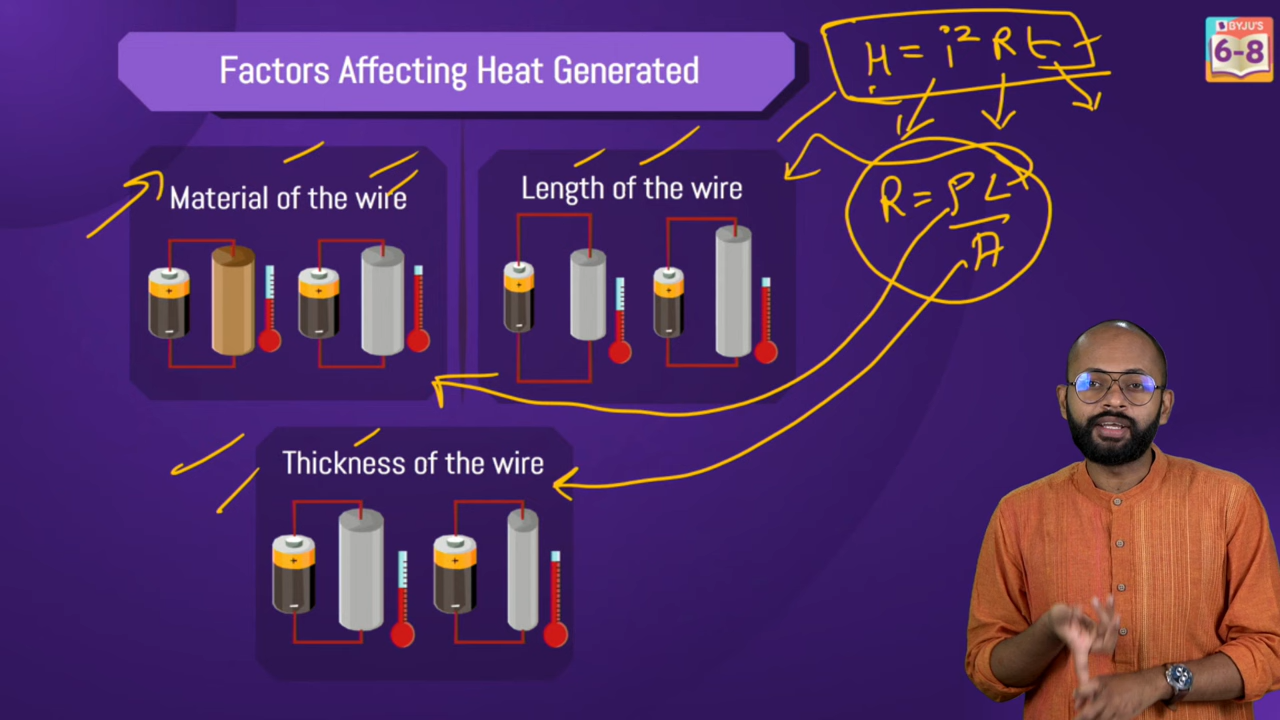 Factors Affecting Heat Generated
H = i² R t
BYJU'S
6-8
Material of the wire
Length of the wire
R = ρ L
A
+
-
+
-
+
-
+
-
Thickness of the wire
+
-
+
-